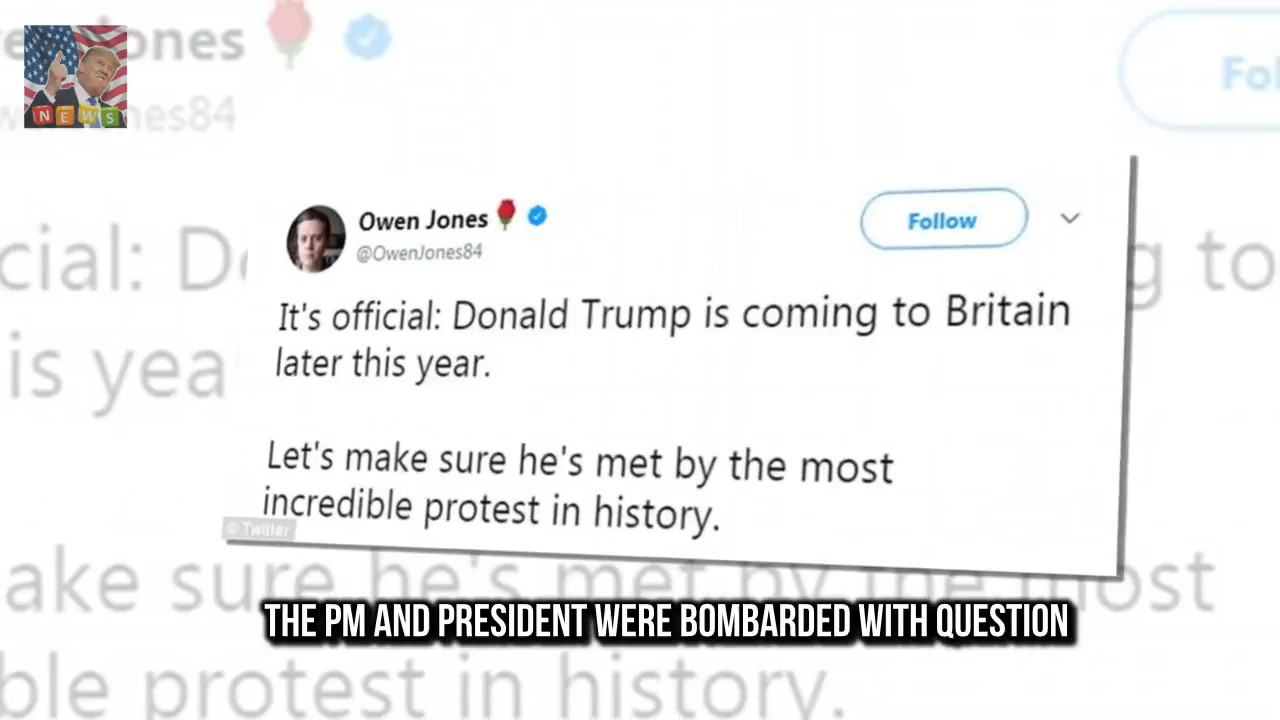 NEWS
Owen Jones
@OwenJones84
Follow
It's official: Donald Trump is coming to Britain
later this year.
Let's make sure he's met by the most
incredible protest in history.
© Twitter
THE PM AND PRESIDENT WERE BOMBARDED WITH QUESTION